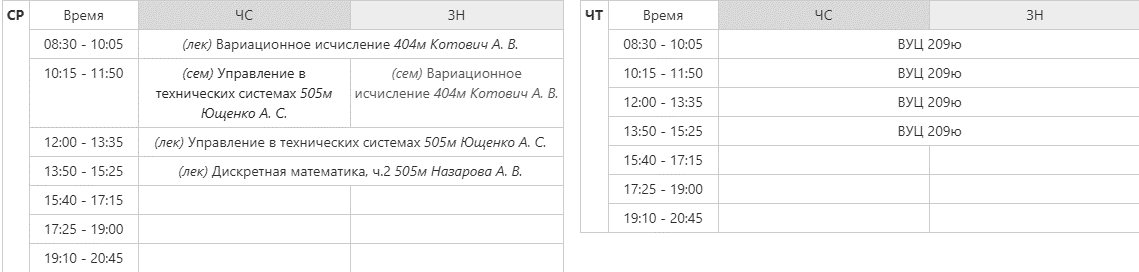 СР Время ЧС ЗН
08:30 - 10:05 (лек) Вариационное исчисление 404м Котович А. В.
10:15 - 11:50 (сем) Управление в
технических системах 505м
Ющенко А. С.
(сем) Вариационное
исчисление 404м Котович А. В.
12:00 - 13:35 (лек) Управление в технических системах 505м Ющенко А. С.
13:50 - 15:25 (лек) Дискретная математика, ч.2 505м Назарова А. В.
15:40 - 17:15
17:25 - 19:00
19:10 - 20:45
ЧТ Время ЧС ЗН
08:30 - 10:05 ВУЦ 209ю
10:15 - 11:50 ВУЦ 209ю
12:00 - 13:35 ВУЦ 209ю
13:50 - 15:25 ВУЦ 209ю
15:40 - 17:15
17:25 - 19:00
19:10 - 20:45